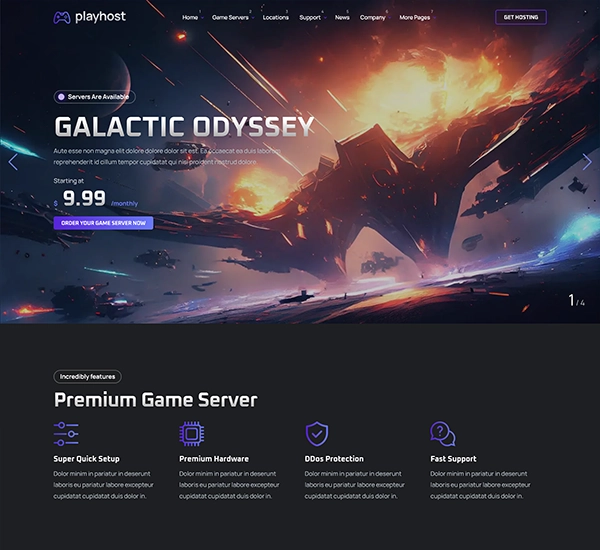 playhost
Home Game Servers Locations Support News Company More Pages
GET HOSTING
Servers Are Available
GALACTIC ODYSSEY
Aute esse non magna elit dolore dolore dolor sit est. Ea occaecat ea duis laborum
reprehenderit id cillum tempor cupidatat qui nisi proident nostrud dolore.
Starting at
$ 9.99 /monthly
ORDER YOUR GAME SERVER NOW
1 / 4
Incredibly features
Premium Game Server
Super Quick Setup
Dolor minim in pariatur in deserunt
laboris eu pariatur labore excepteur
cupidatat cupidatat duis dolor in.
Premium Hardware
Dolor minim in pariatur in deserunt
laboris eu pariatur labore excepteur
cupidatat cupidatat duis dolor in.
DDos Protection
Dolor minim in pariatur in deserunt
laboris eu pariatur labore excepteur
cupidatat cupidatat duis dolor in.
Fast Support
Dolor minim in pariatur in deserunt
laboris eu pariatur labore excepteur
cupidatat cupidatat duis dolor in.